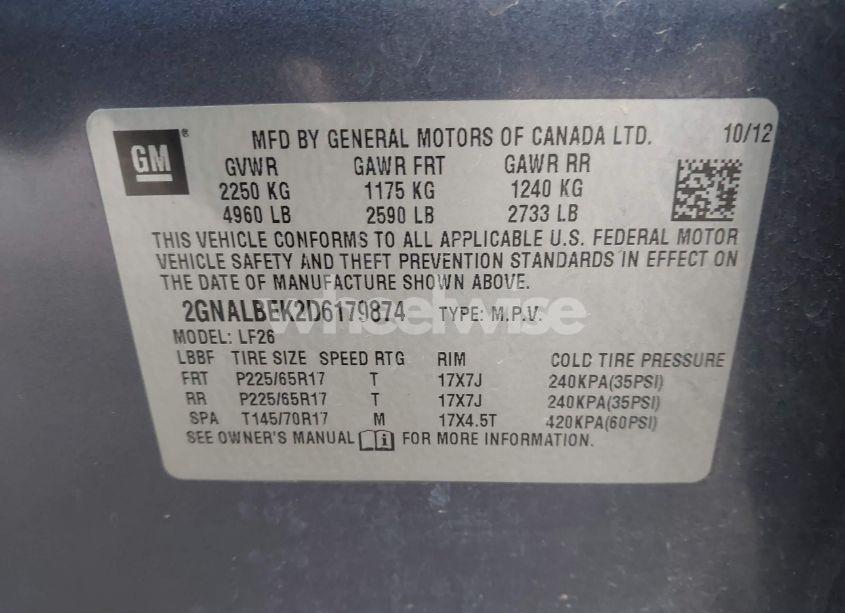 GM ® MFD BY GENERAL MOTORS OF CANADA LTD. 10/12
GVWR GAWR FRT GAWR RR
2250 KG 1175 KG 1240 KG
4960 LB 2590 LB 2733 LB
THIS VEHICLE CONFORMS TO ALL APPLICABLE U.S. FEDERAL MOTOR
VEHICLE SAFETY AND THEFT PREVENTION STANDARDS IN EFFECT ON
THE DATE OF MANUFACTURE SHOWN ABOVE.
2GNALBEK2D6179874 TYPE: M.P.V.
wheelwise
MODEL: LF26
LBBF TIRE SIZE SPEED RTG RIM COLD TIRE PRESSURE
FRT P225/65R17 T 17X7J 240KPA(35PSI)
RR P225/65R17 T 17X7J 240KPA(35PSI)
SPA T145/70R17 M 17X4.5T 420KPA(60PSI)
SEE OWNER'S MANUAL i FOR MORE INFORMATION.